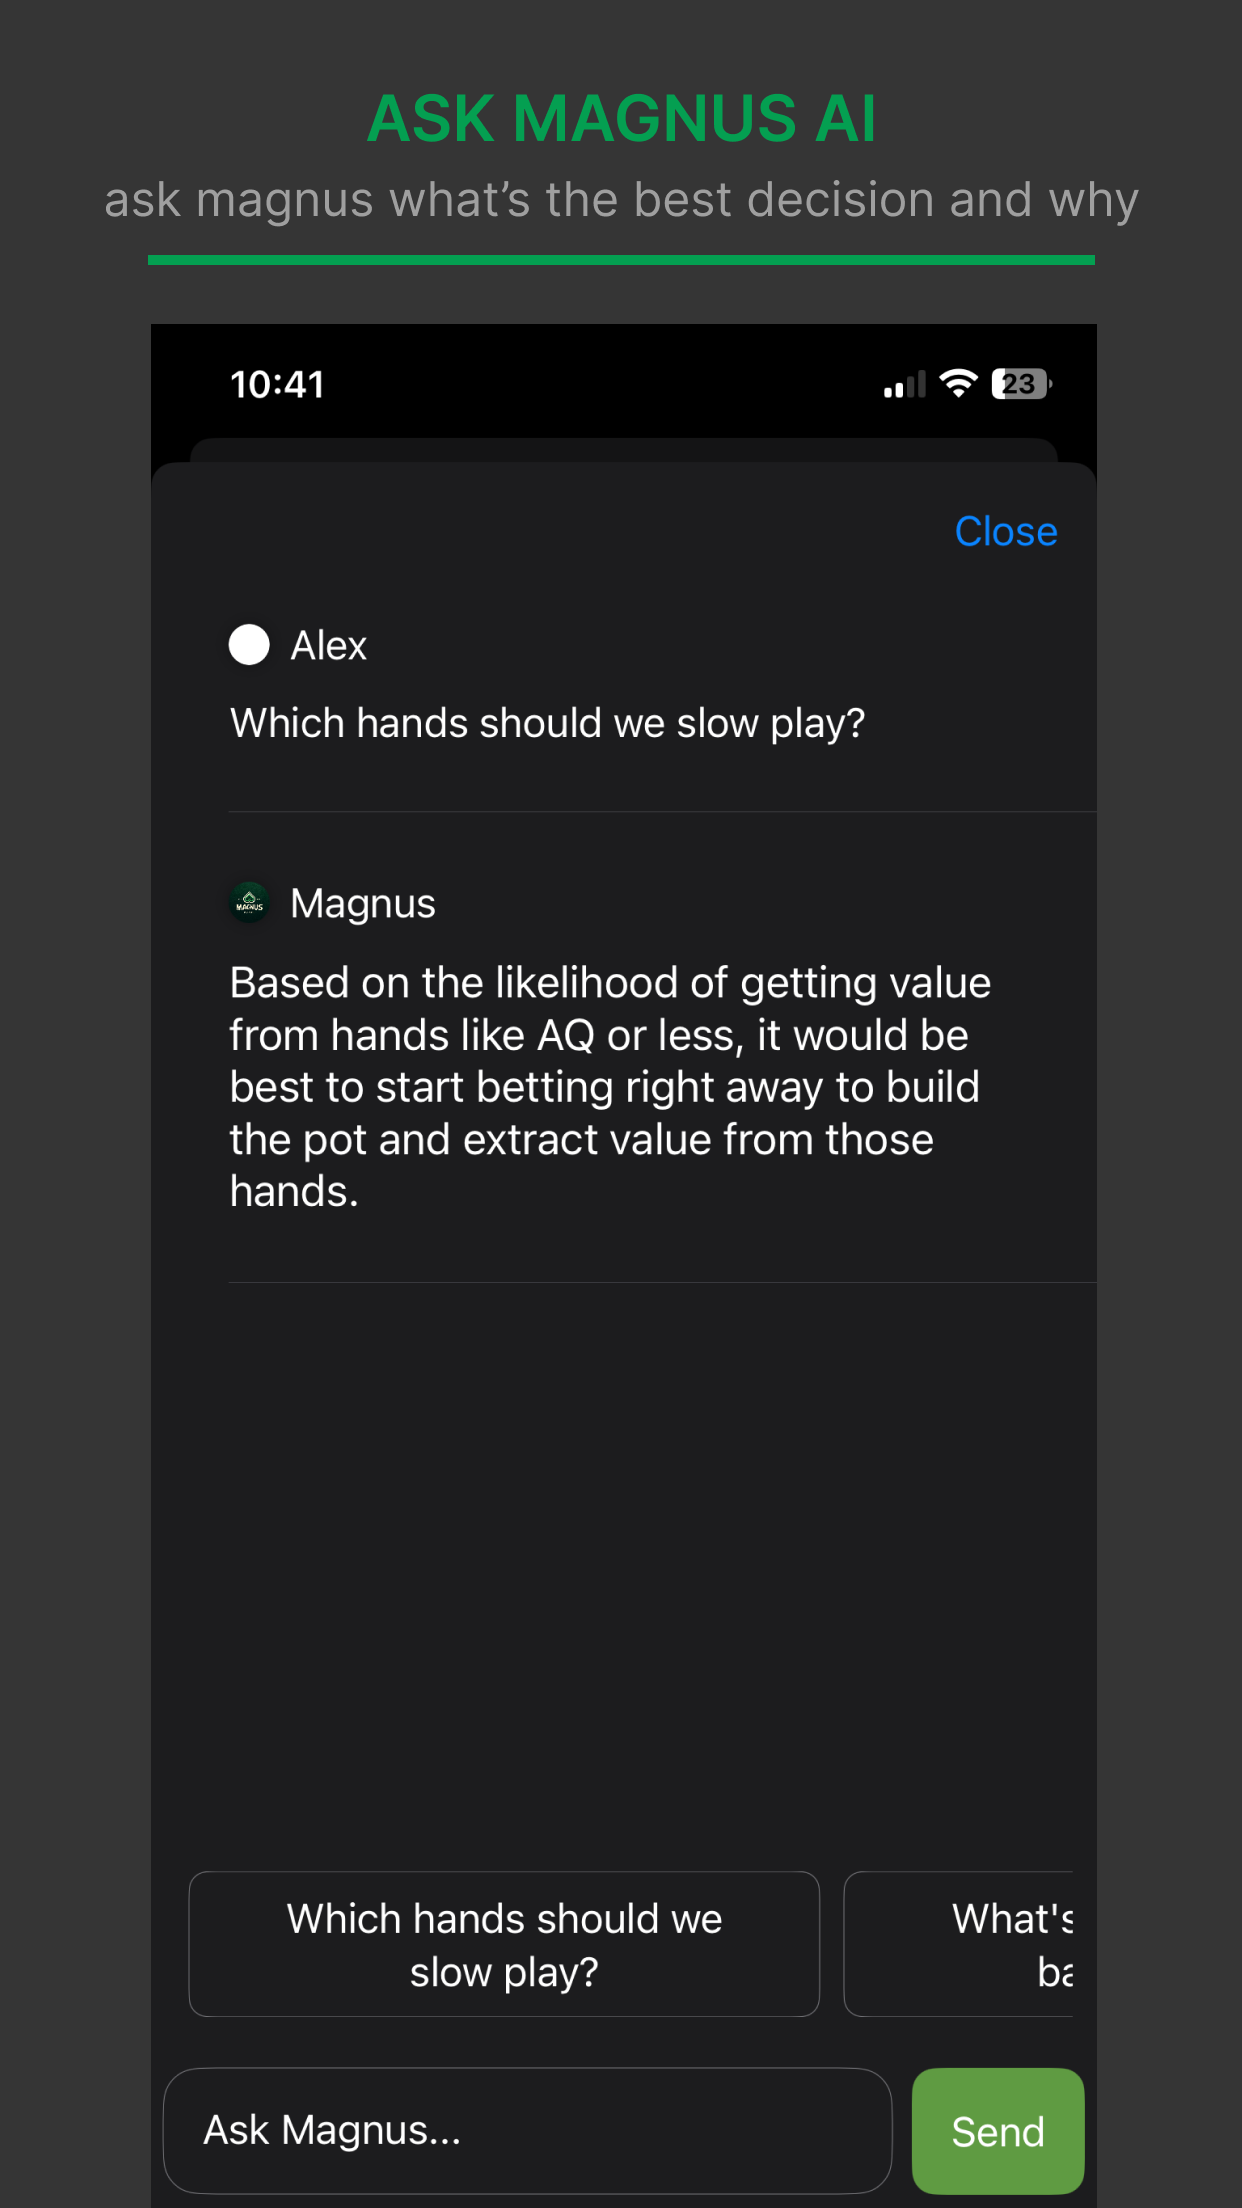 ASK MAGNUS AI
ask magnus what’s the best decision and why
10:41
23
Close
Alex
Which hands should we slow play?
MAGNUS
Magnus
Based on the likelihood of getting value
from hands like AQ or less, it would be
best to start betting right away to build
the pot and extract value from those
hands.
Which hands should we
slow play?
What's
ba
Ask Magnus...
Send